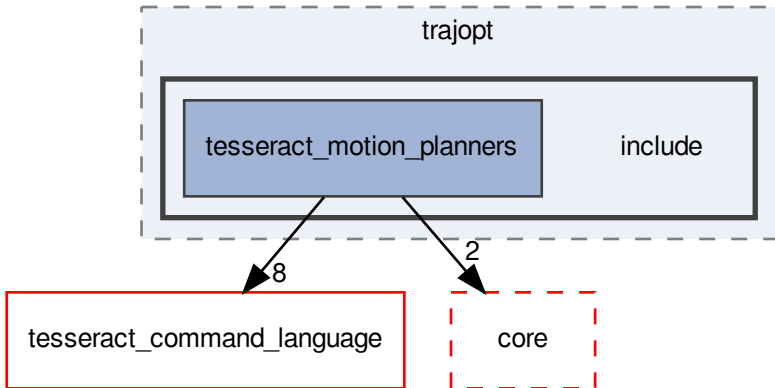 trajopt
tesseract_motion_planners
include
8
2
tesseract_command_language
core